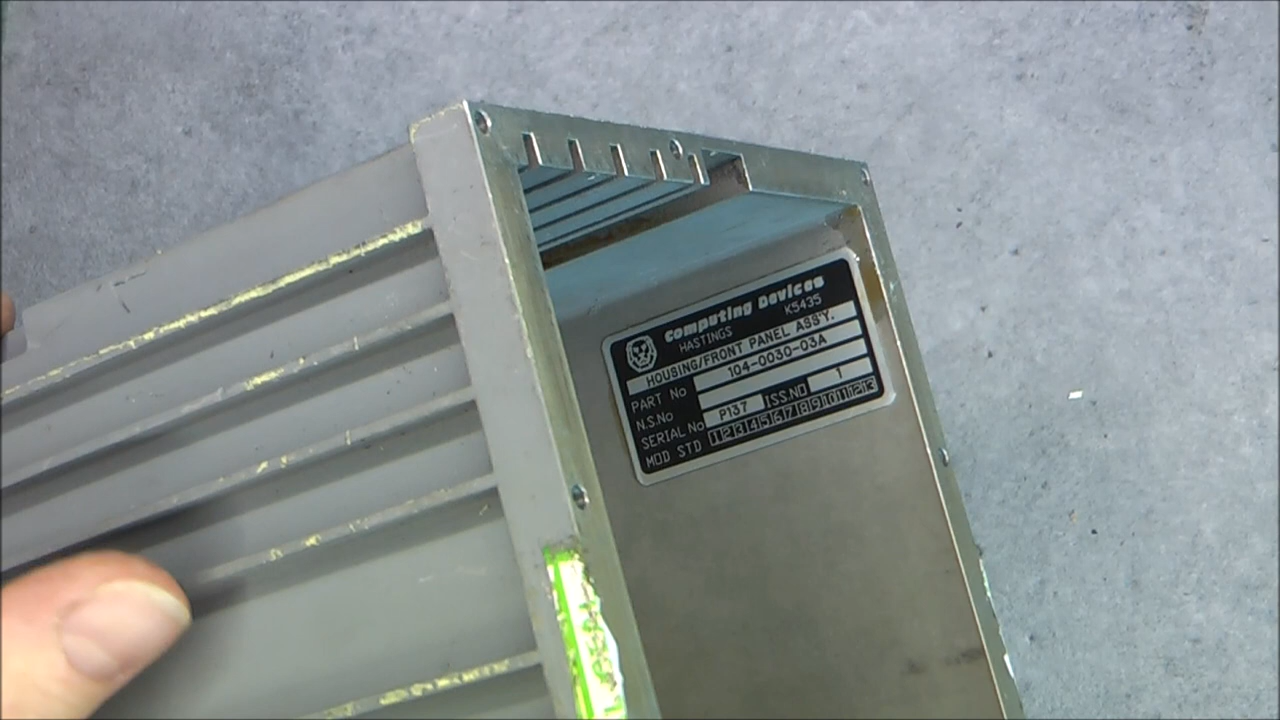 Computing Devices
HASTINGS K5435
HOUSING/FRONT PANEL ASS'Y.
PART No 104-0030-03A
N.S.No
SERIAL No P137 ISS.NO 1
MOD STD 1 2 3 4 5 6 7 8 9 10 11 12 13